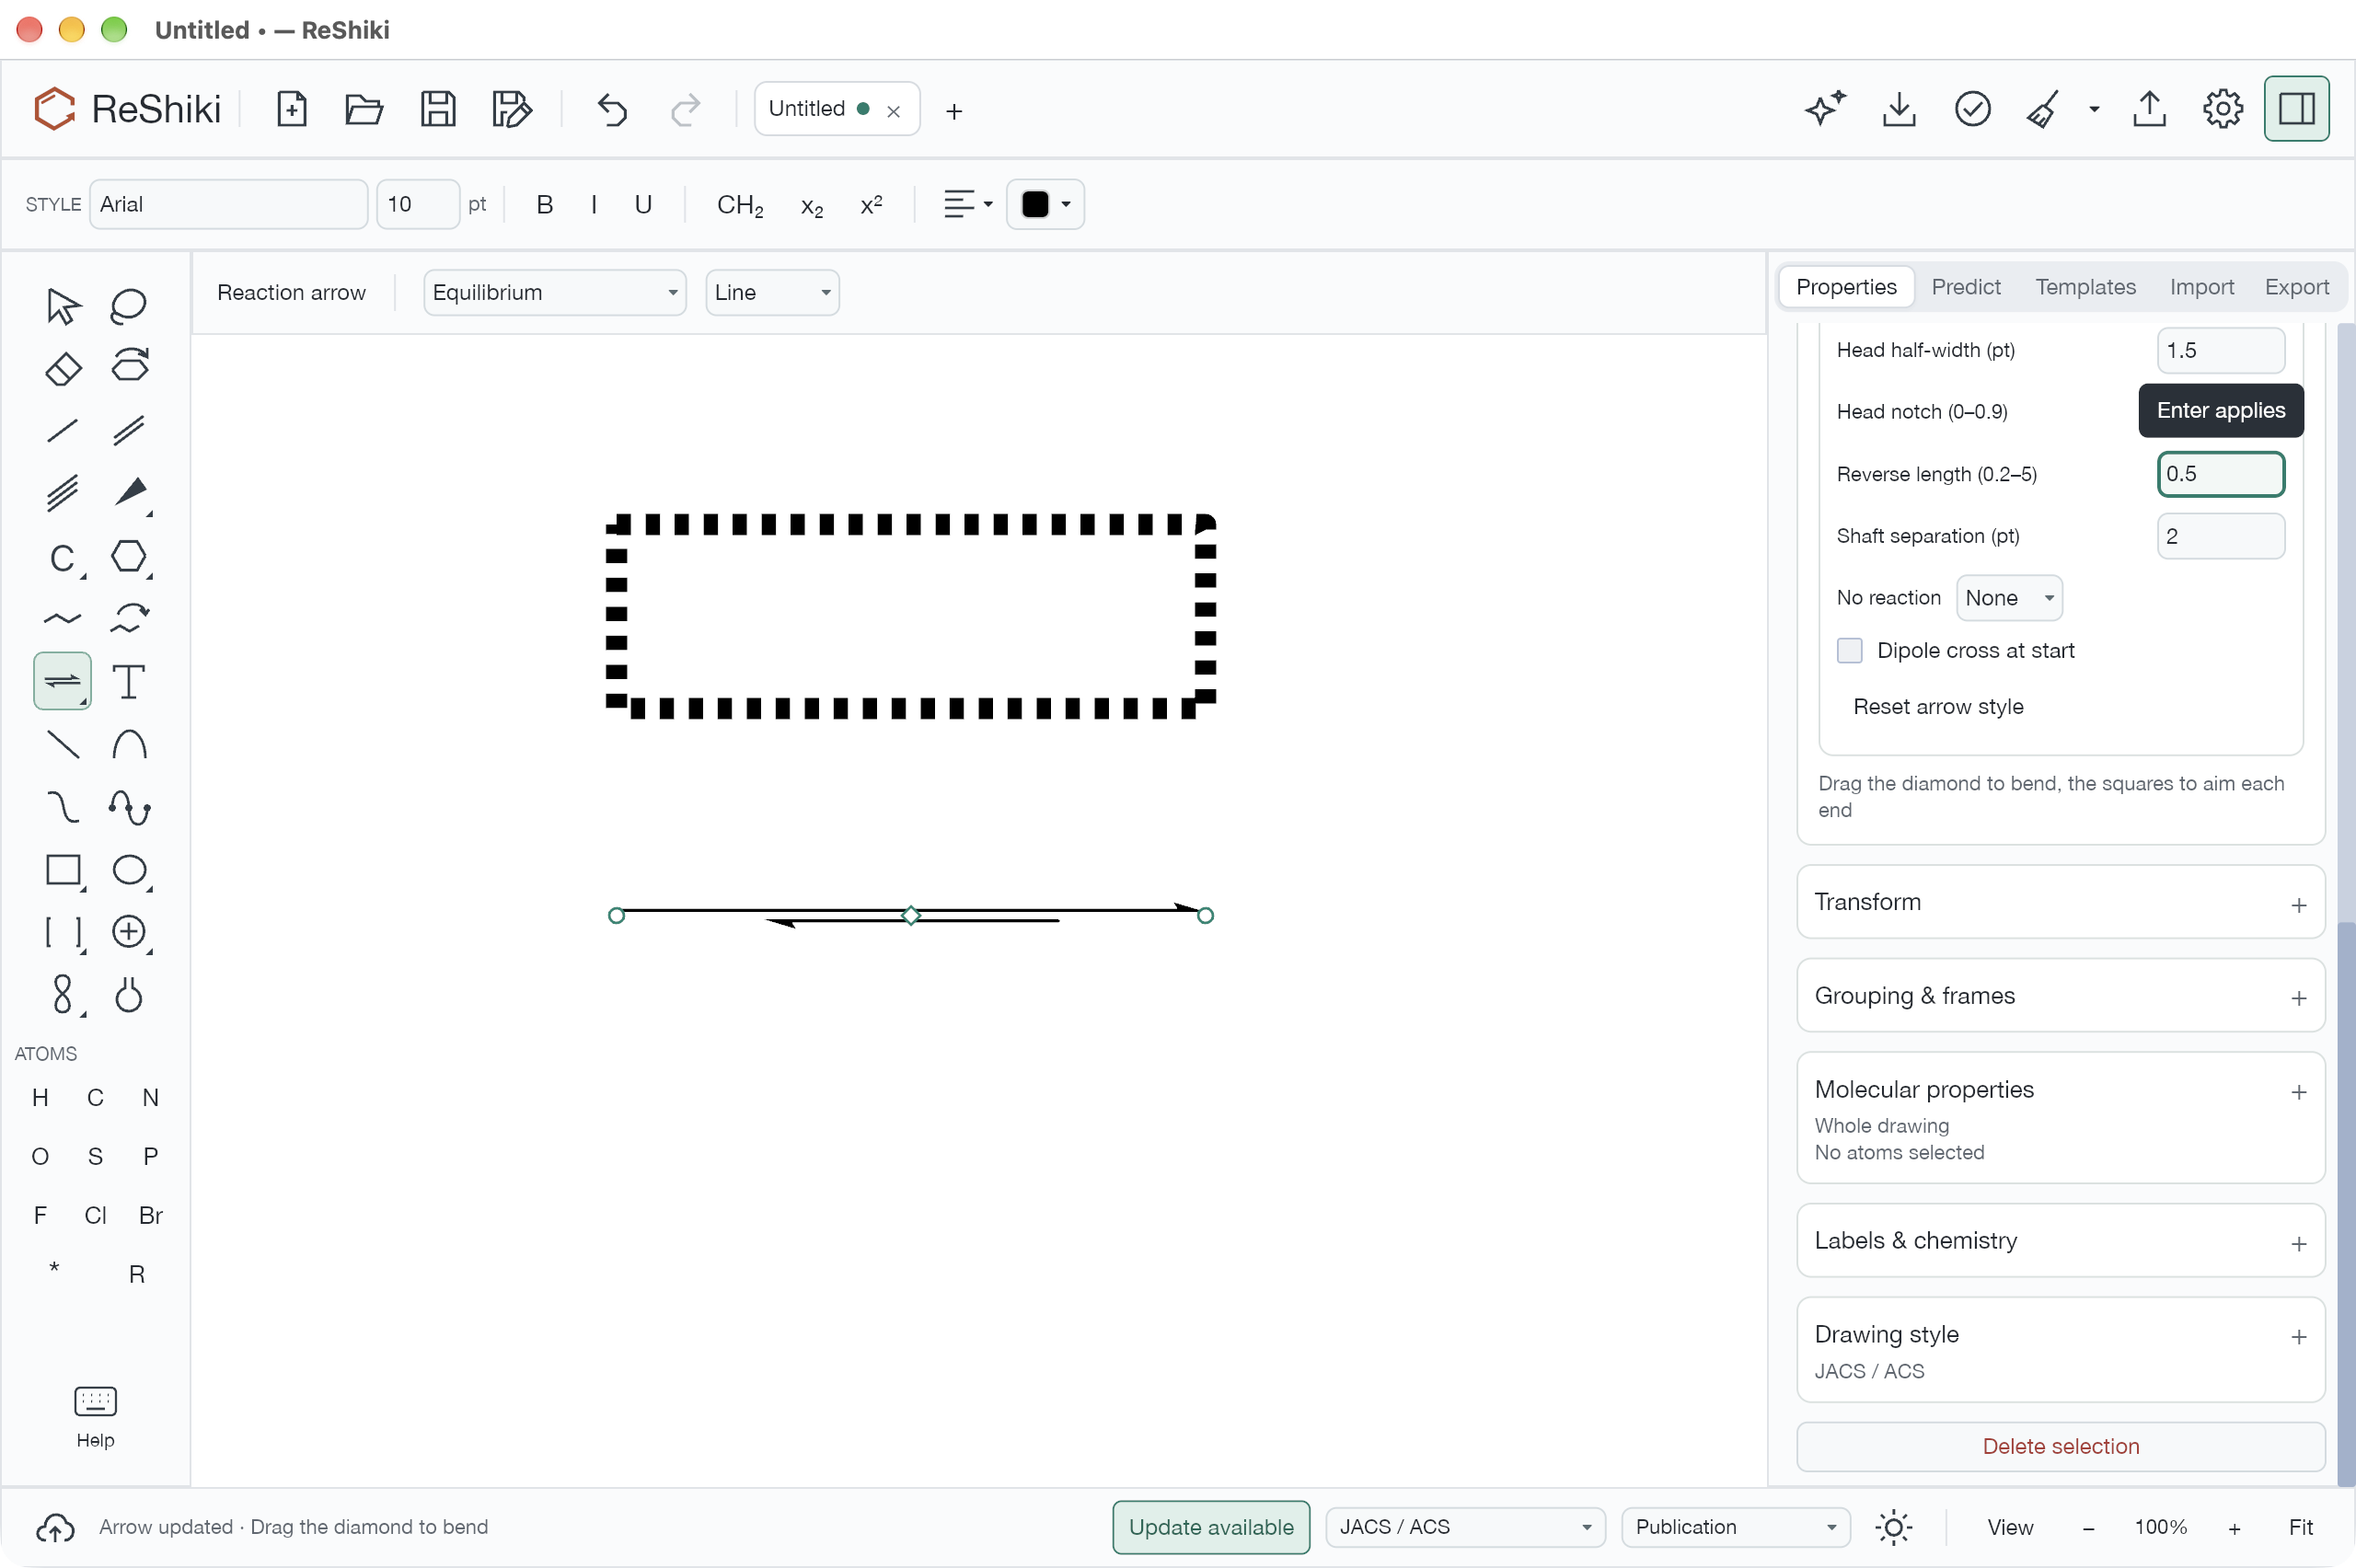 Untitled • — ReShiki
ReShiki
Untitled
STYLE Arial 10 pt B I U CH₂ x₂ x²
Reaction arrow Equilibrium Line
Properties Predict Templates Import Export
Head half-width (pt) 1.5
Head notch (0–0.9) Enter applies
Reverse length (0.2–5) 0.5
Shaft separation (pt) 2
No reaction None
Dipole cross at start
Reset arrow style
Drag the diamond to bend, the squares to aim each
end
Transform
Grouping & frames
Molecular properties
Whole drawing
No atoms selected
Labels & chemistry
Drawing style
JACS / ACS
Delete selection
C
T
ATOMS
H C N
O S P
F Cl Br
* R
Help
Arrow updated · Drag the diamond to bend Update available JACS / ACS Publication View – 100% + Fit